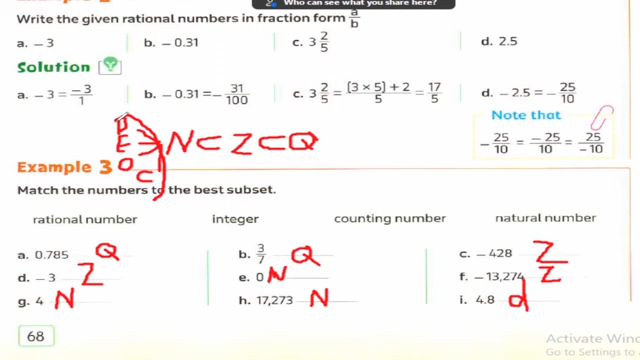 Who can see what you share here?
Write the given rational numbers in fraction form a/b
a. − 3 b. − 0.31 c. 3 2/5 d. 2.5
Solution
a. − 3 = −3/1 b. − 0.31 = − 31/100 c. 3 2/5 = [3 × 5] + 2/5 = 17/5 d. − 2.5 = − 25/10
Note that
− 25/10 = − 25/10 = 25/− 10
E N ⊂ Z ⊂ Q
O
C
Example 3
Match the numbers to the best subset.
rational number integer counting number natural number
a. 0.785 Q b. 3/7 Q c. − 428 Z
d. − 3 Z e. 0 N f. − 13,274 Z
g. 4 N h. 17,273 N i. 4.8 d
68
Activate Win
Go to Settings to